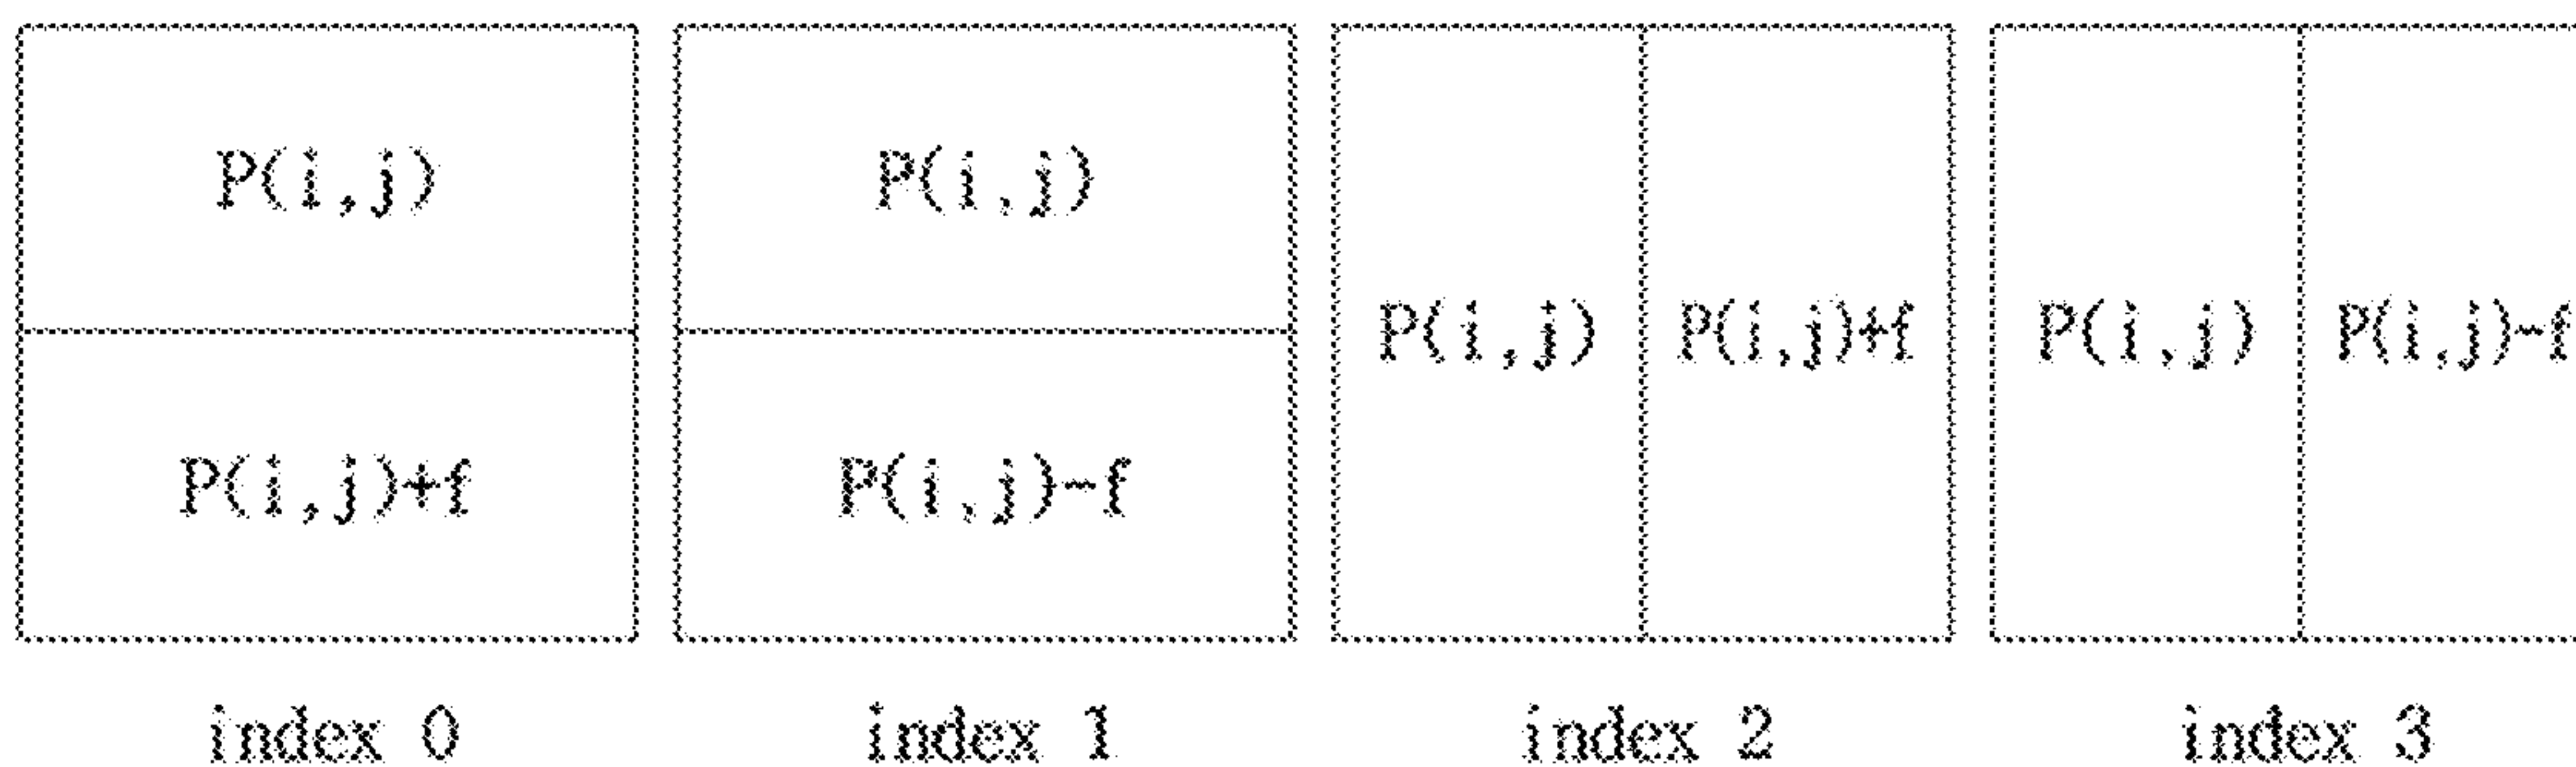 P(i,j)
P(i,j)+f
index 0
P(i,j)
P(i,j)-f
index 1
P(i,j)
P(i,j)+f
index 2
P(i,j)
P(i,j)-f
index 3